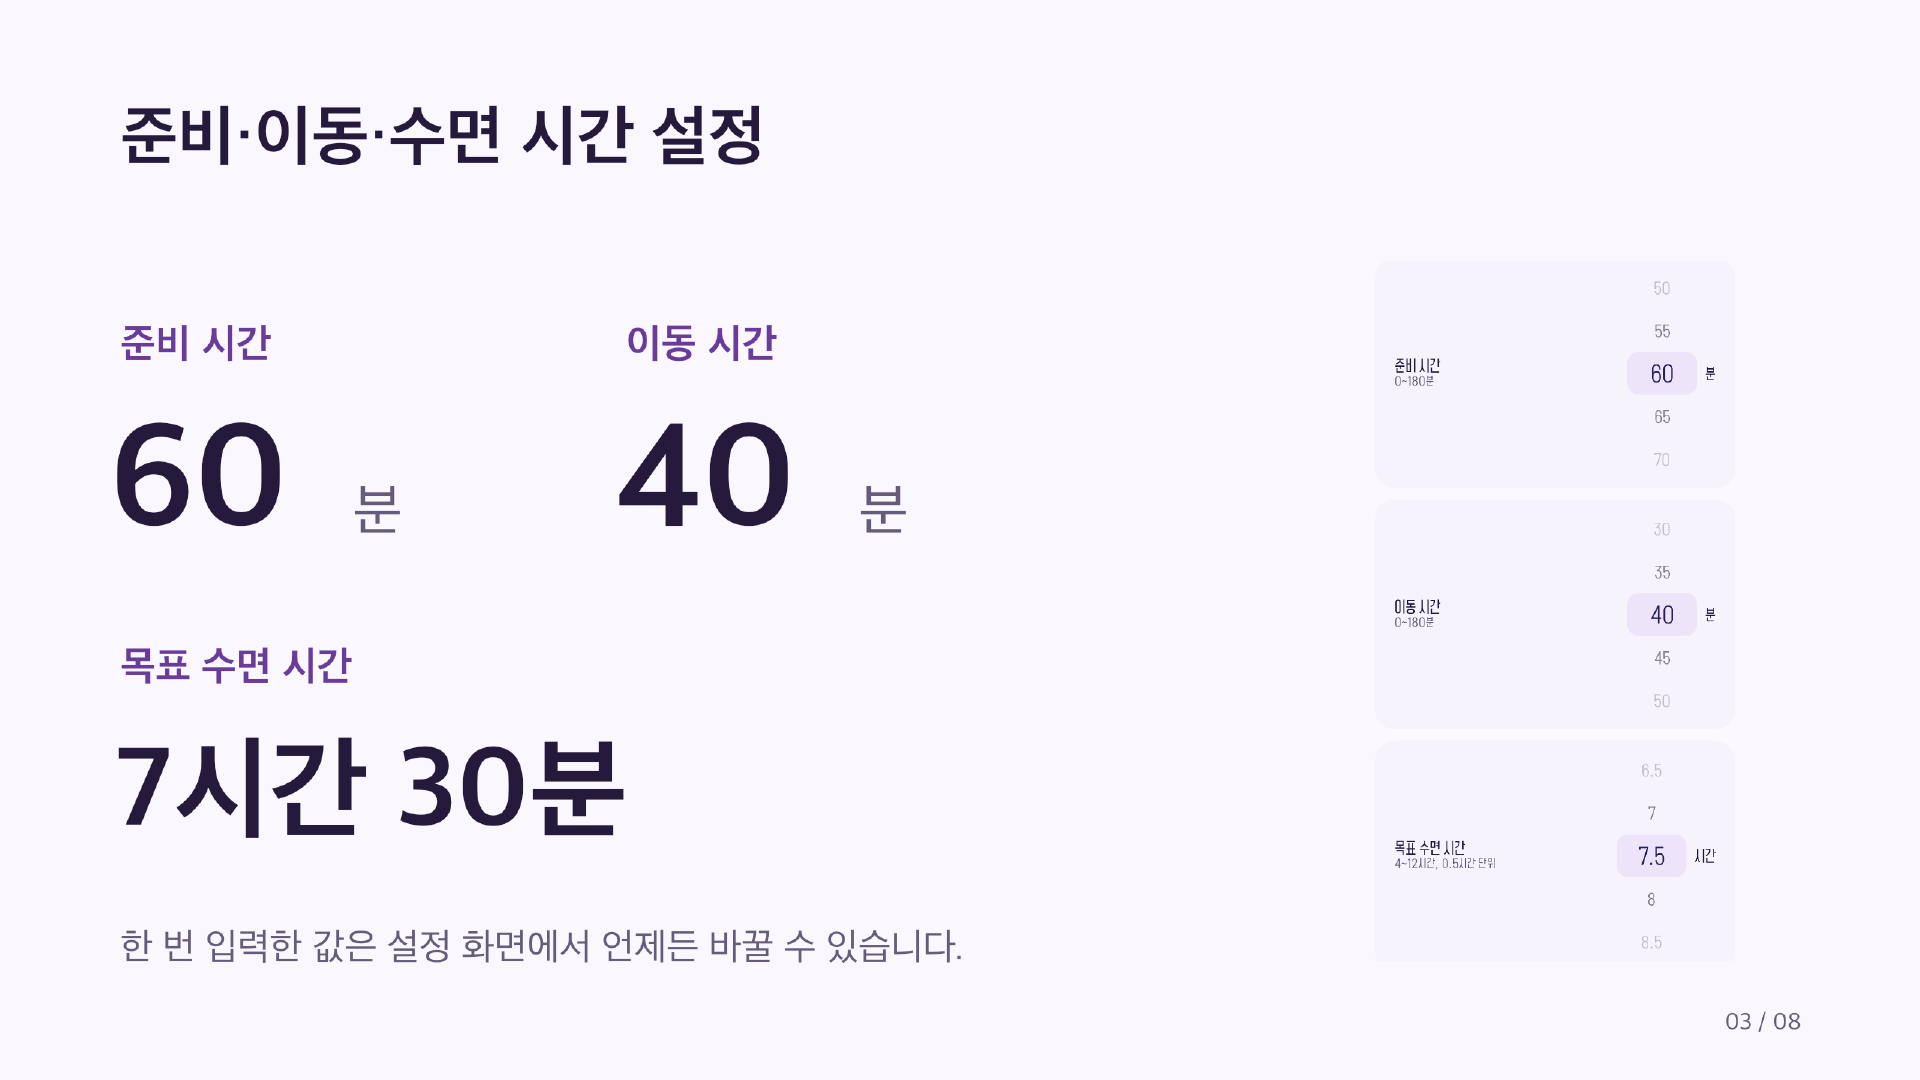 준비·이동·수면 시간 설정
준비 시간
60 분
이동 시간
40 분
목표 수면 시간
7시간 30분
한 번 입력한 값은 설정 화면에서 언제든 바꿀 수 있습니다.
50
55
준비 시간
0~180분
60 분
65
70
30
35
이동 시간
0~180분
40 분
45
50
6.5
7
목표 수면 시간
4~12시간, 0.5시간 단위
7.5 시간
8
8.5
03 / 08